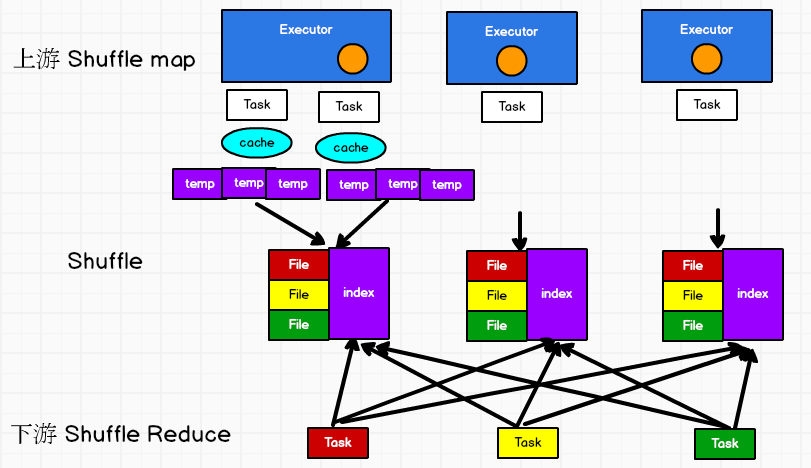 Executor
Executor
Executor
上游 Shuffle map
Task
Task
Task
Task
cache
cache
temp
temp
temp
temp
temp
temp
Shuffle
File
File
File
index
File
File
File
index
File
File
File
index
下游 Shuffle Reduce
Task
Task
Task